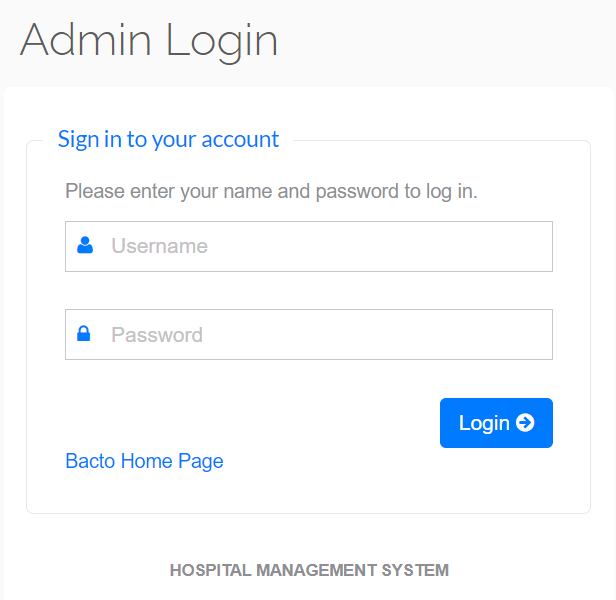 Admin Login
Sign in to your account
Please enter your name and password to log in.
Username
Password
Login
Bacto Home Page
HOSPITAL MANAGEMENT SYSTEM